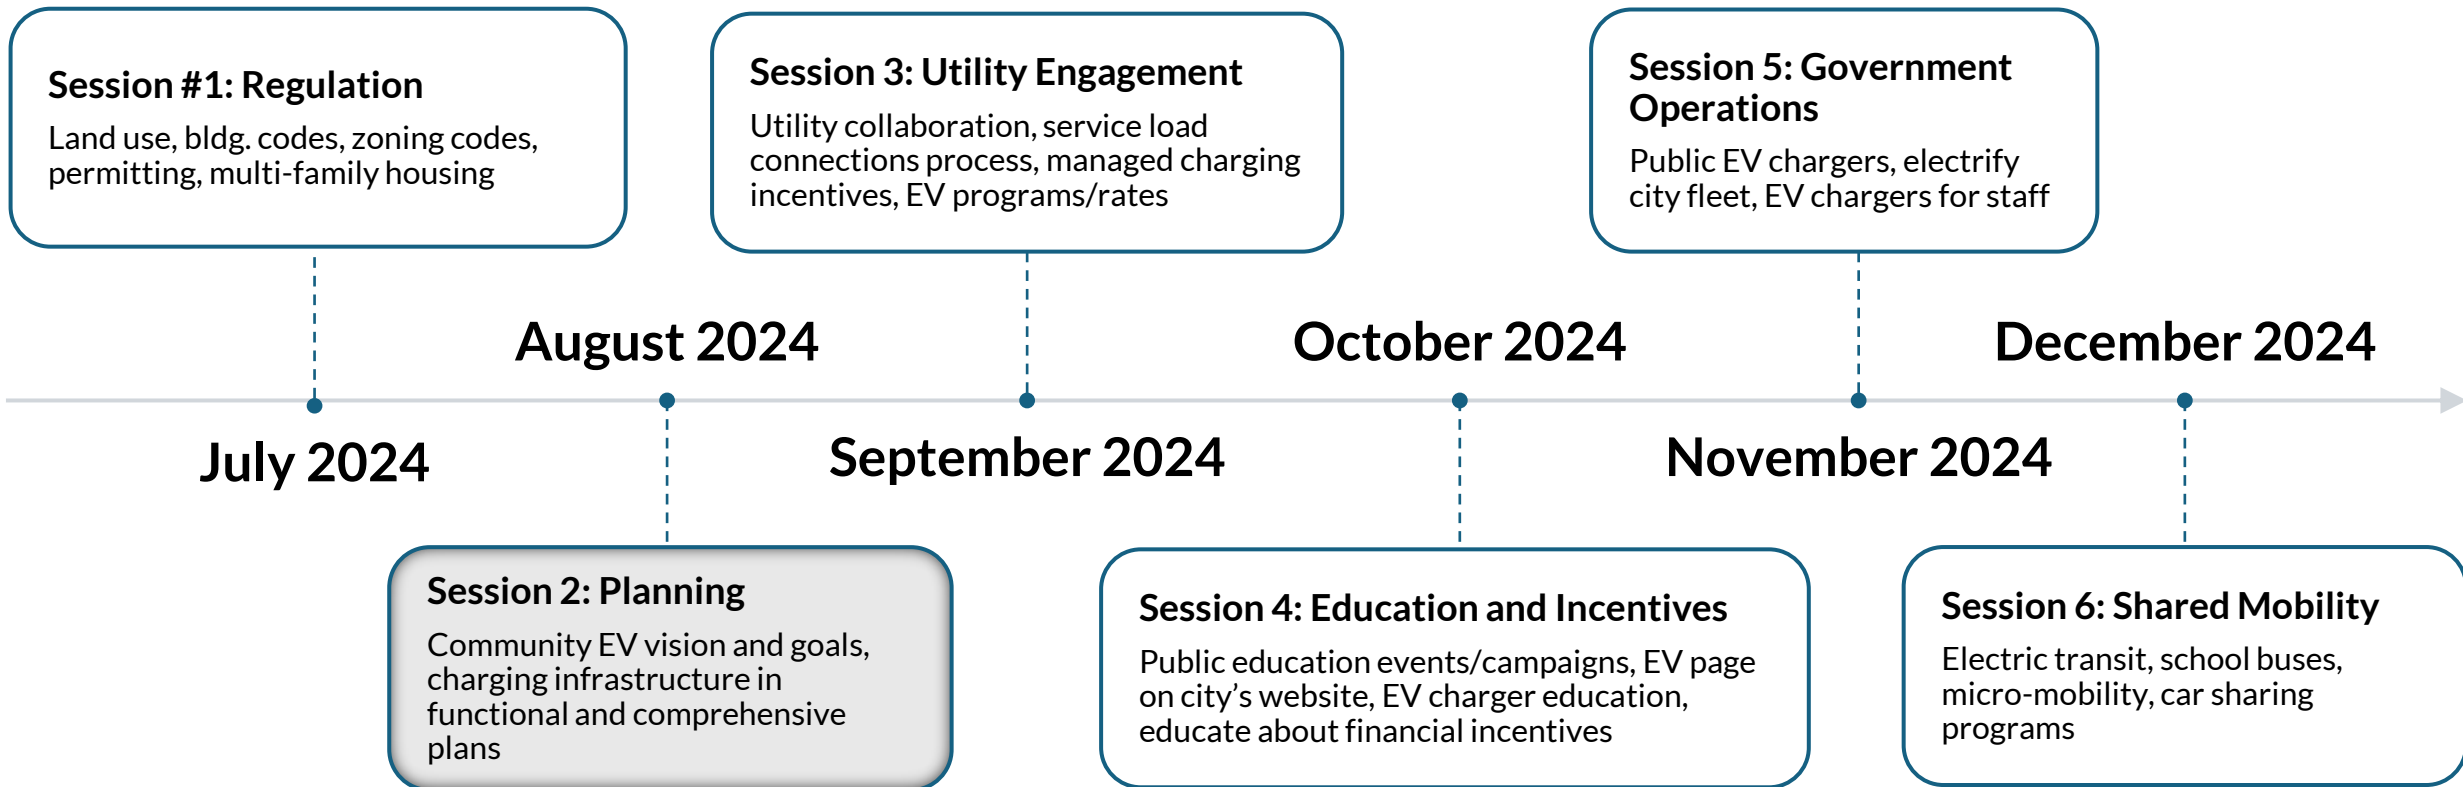 Session #1: Regulation
Land use, bldg. codes, zoning codes,
permitting, multi-family housing
Session 3: Utility Engagement
Utility collaboration, service load
connections process, managed charging
incentives, EV programs/rates
Session 5: Government
Operations
Public EV chargers, electrify
city fleet, EV chargers for staff
August 2024
October 2024
December 2024
July 2024
September 2024
November 2024
Session 2: Planning
Community EV vision and goals,
charging infrastructure in
functional and comprehensive
plans
Session 4: Education and Incentives
Public education events/campaigns, EV page
on city’s website, EV charger education,
educate about financial incentives
Session 6: Shared Mobility
Electric transit, school buses,
micro-mobility, car sharing
programs